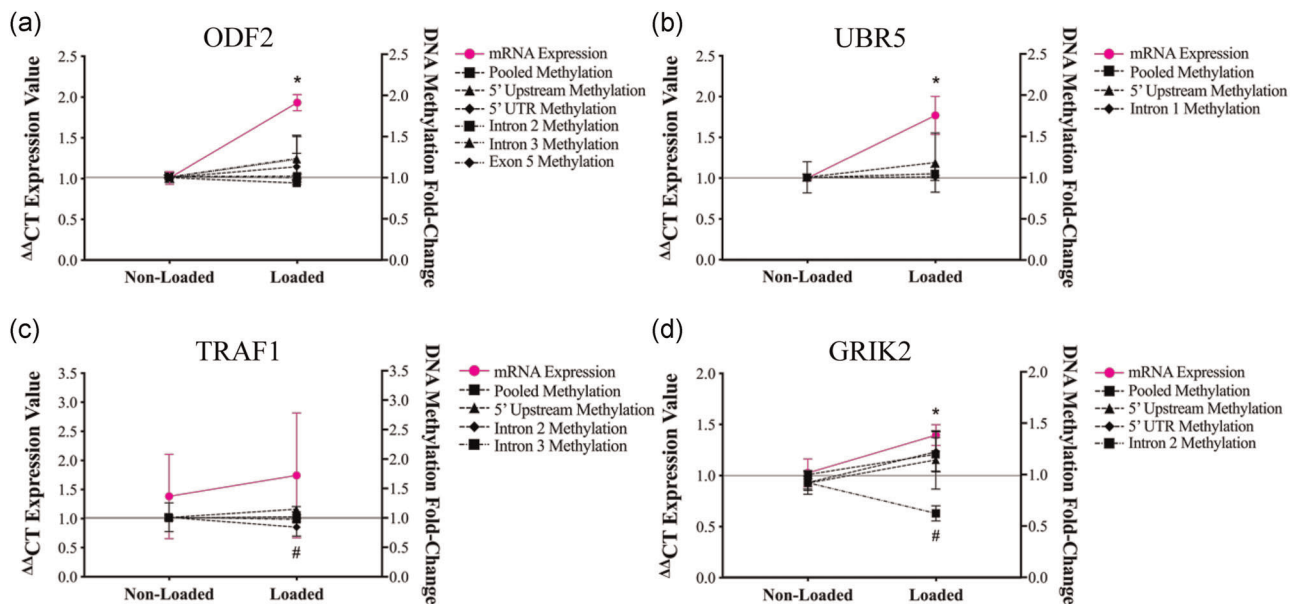 (a)
ODF2
ΔΔCT Expression Value
2.5
2.0
1.5
1.0
0.5
0.0
*
Non-Loaded
Loaded
2.5
2.0
1.5
1.0
0.5
0.0
DNA Methylation Fold-Change
mRNA Expression
Pooled Methylation
5' Upstream Methylation
5' UTR Methylation
Intron 2 Methylation
Intron 3 Methylation
Exon 5 Methylation
(b)
UBR5
ΔΔCT Expression Value
2.5
2.0
1.5
1.0
0.5
0.0
*
Non-Loaded
Loaded
2.5
2.0
1.5
1.0
0.5
0.0
DNA Methylation Fold-Change
mRNA Expression
Pooled Methylation
5' Upstream Methylation
Intron 1 Methylation
(c)
TRAF1
ΔΔCT Expression Value
3.5
3.0
2.5
2.0
1.5
1.0
0.5
0.0
#
Non-Loaded
Loaded
3.5
3.0
2.5
2.0
1.5
1.0
0.5
0.0
DNA Methylation Fold-Change
mRNA Expression
Pooled Methylation
5' Upstream Methylation
Intron 2 Methylation
Intron 3 Methylation
(d)
GRIK2
ΔΔCT Expression Value
2.0
1.5
1.0
0.5
0.0
*
#
Non-Loaded
Loaded
2.0
1.5
1.0
0.5
0.0
DNA Methylation Fold-Change
mRNA Expression
Pooled Methylation
5' Upstream Methylation
5' UTR Methylation
Intron 2 Methylation